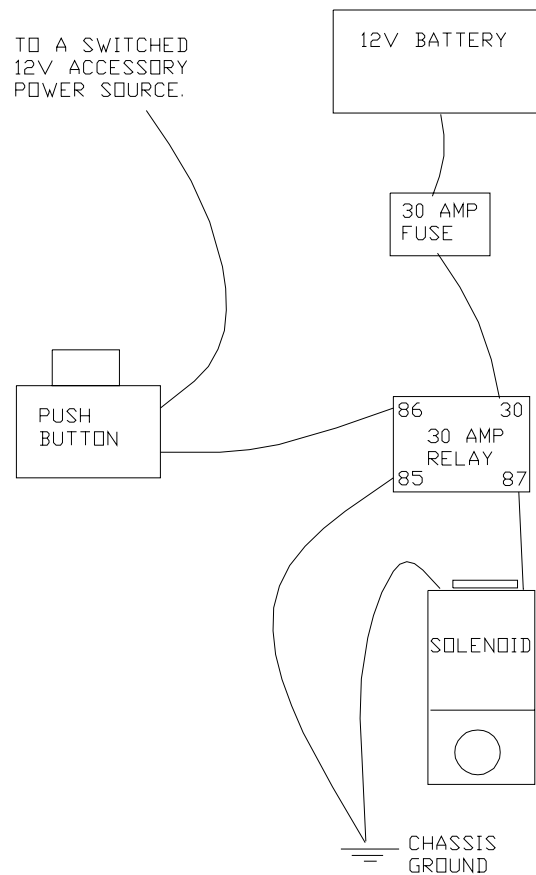 TO A SWITCHED
12V ACCESSORY
POWER SOURCE.
12V BATTERY
30 AMP
FUSE
PUSH
BUTTON
86
30
30 AMP
RELAY
85
87
SOLENOID
CHASSIS
GROUND